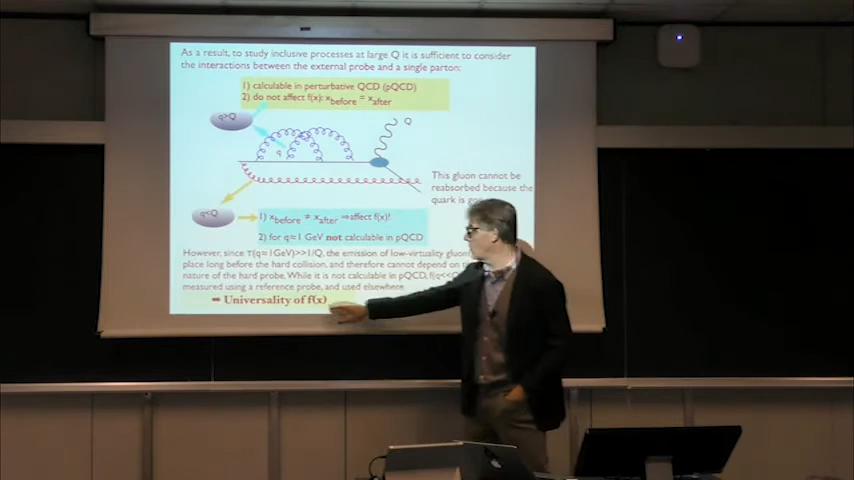 As a result, to study inclusive processes at large Q it is sufficient to consider
the interactions between the external probe and a single parton:
1) calculable in perturbative QCD (pQCD)
2) do not affect f(x): xbefore = xafter
q>Q
Q
q
This gluon cannot be
reabsorbed because the
quark is
q<Q
1) xbefore ≠ xafter ⇒affect f(x)!
2) for q≈1 GeV not calculable in pQCD
However, since τ(q≈1GeV)>>1/Q, the emission of low-virtuality
place long before the hard collision, and therefore cannot depend on
nature of the hard probe. While it is not calculable in pQCD,
measured using a reference probe, and used elsewhere
➡ Universality of f(x)